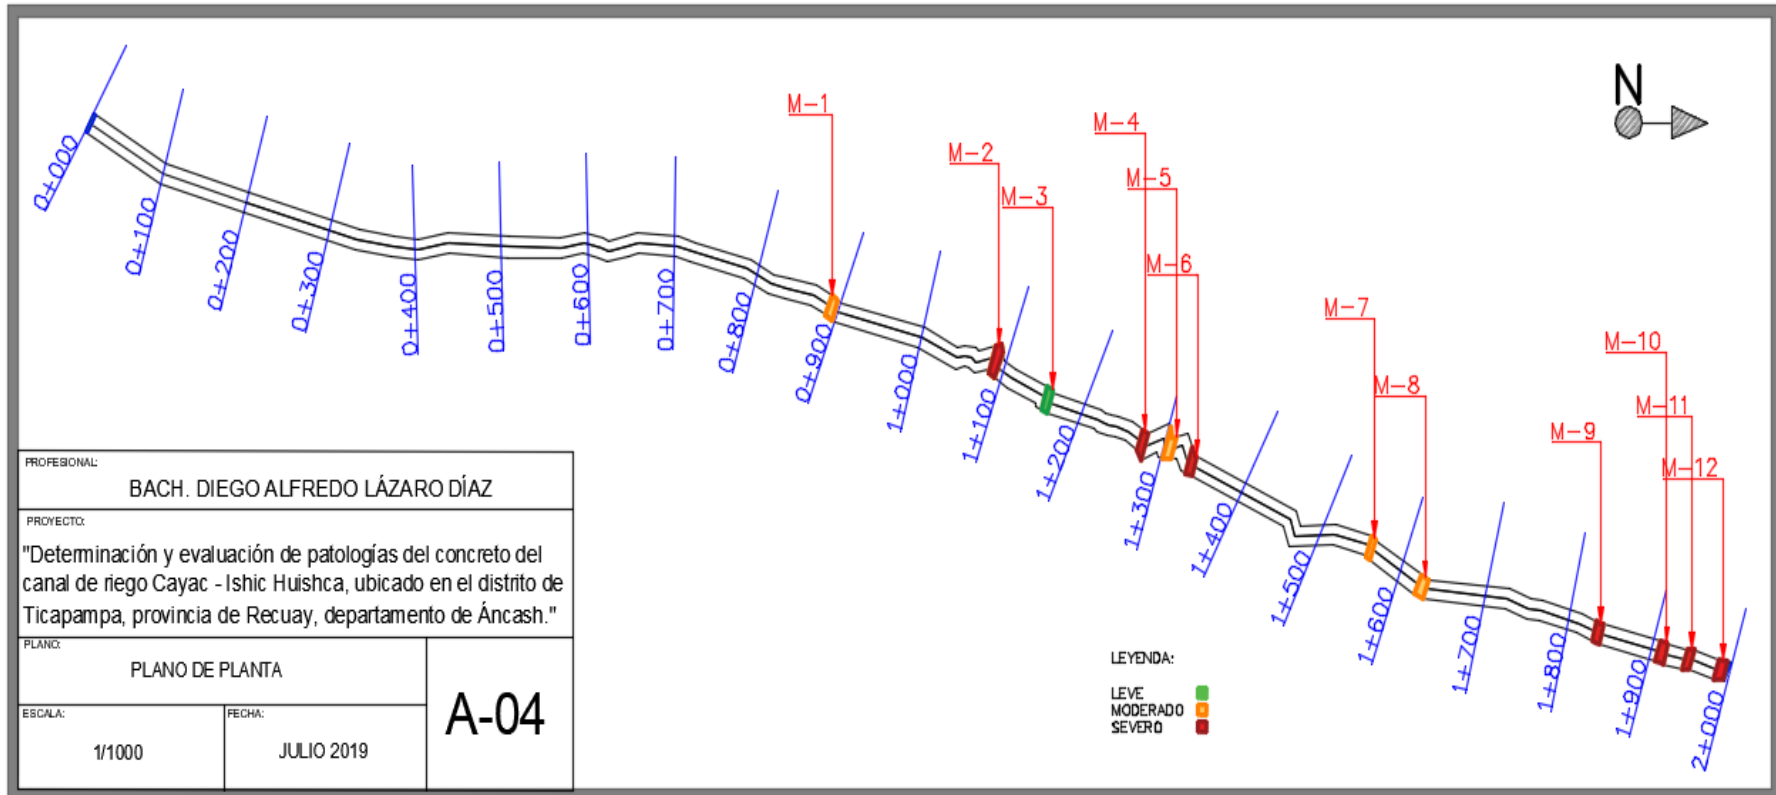 N
M-1
M-4
M-2
M-5
M-3
M-6
M-7
M-10
M-8
M-11
M-9
M-12
0+000
0+100
0+200
0+300
0+400
0+500
0+600
0+700
0+800
0+900
1+000
1+100
1+200
1+300
1+400
1+500
1+600
1+700
1+800
1+900
2+000
PROFESIONAL:
BACH. DIEGO ALFREDO LÁZARO DÍAZ
PROYECTO:
"Determinación y evaluación de patologías del concreto del
canal de riego Cayac - Ishic Huishca, ubicado en el distrito de
Ticapampa, provincia de Recuay, departamento de Áncash."
PLANO:
PLANO DE PLANTA
A-04
ESCALA:
1/1000
FECHA:
JULIO 2019
LEYENDA:
LEVE
MODERADO
SEVERO